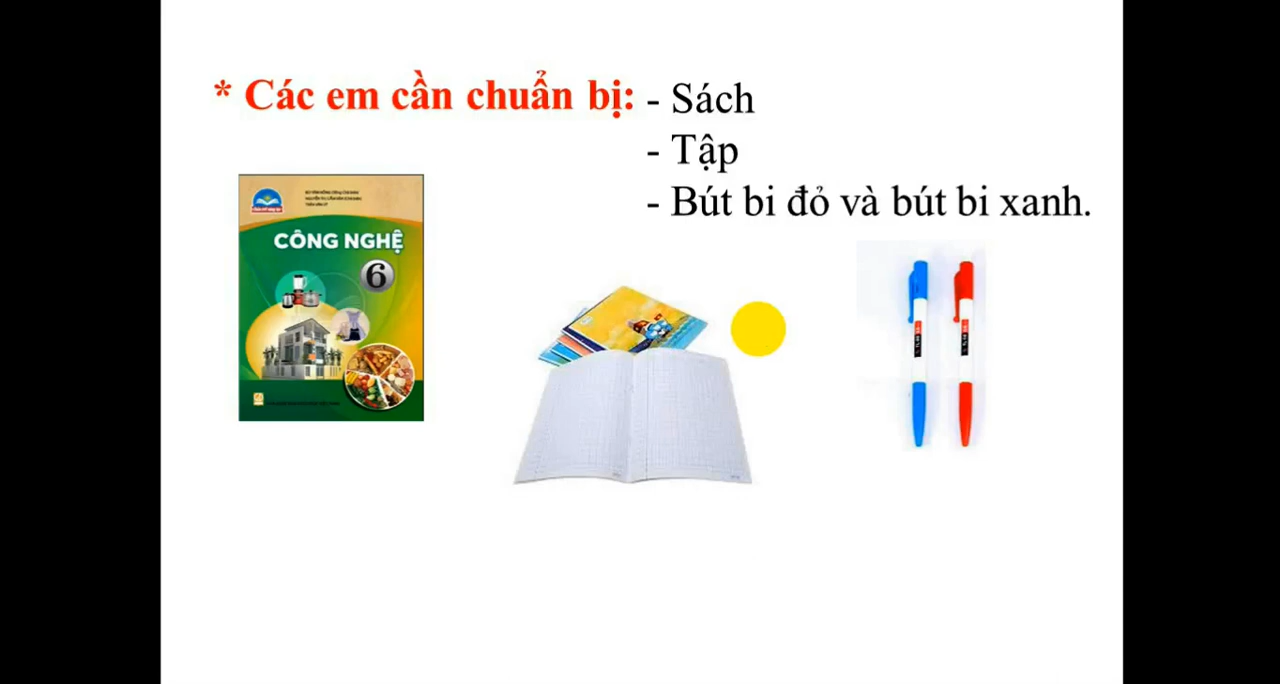 * Các em cần chuẩn bị: - Sách
- Tập
- Bút bi đỏ và bút bi xanh.
CÔNG NGHỆ
6